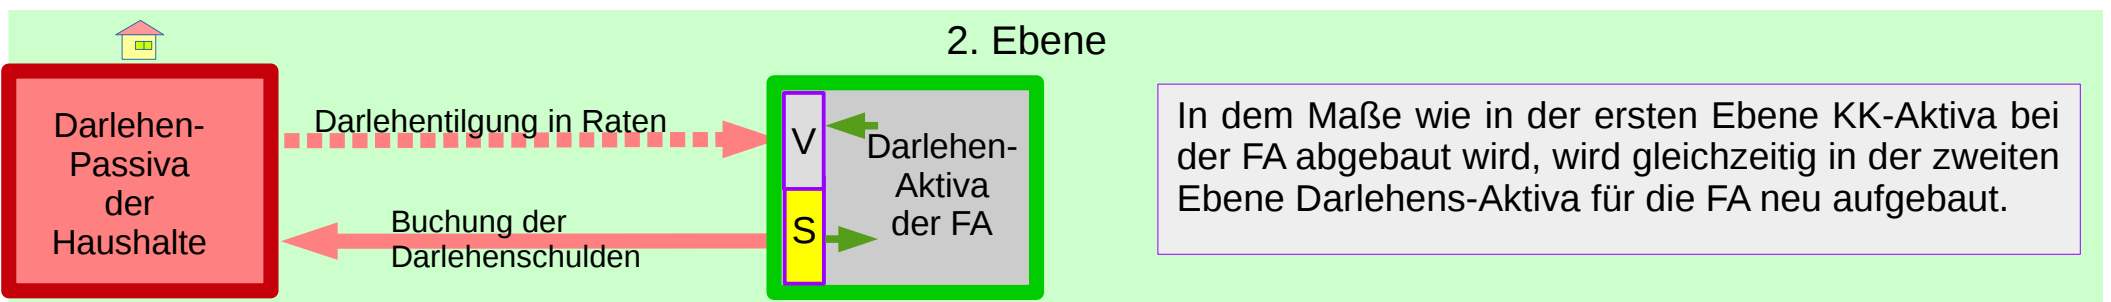 2. Ebene
Darlehen-
Passiva
der
Haushalte
Darlehentilgung in Raten
Buchung der
Darlehenschulden
V
S
Darlehen-
Aktiva
der FA
In dem Maße wie in der ersten Ebene KK-Aktiva bei
der FA abgebaut wird, wird gleichzeitig in der zweiten
Ebene Darlehens-Aktiva für die FA neu aufgebaut.